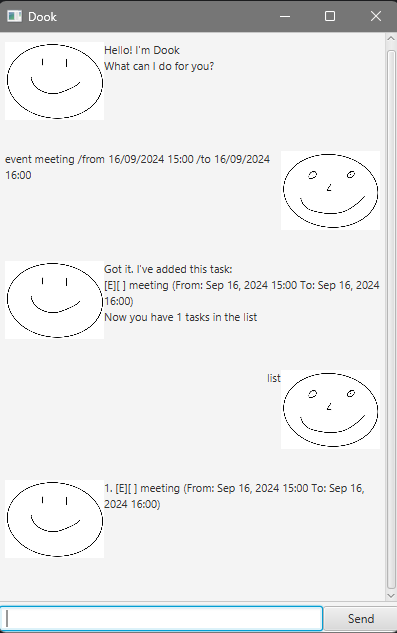 Dook
Hello! I'm Dook
What can I do for you?
event meeting /from 16/09/2024 15:00 /to 16/09/2024
16:00
Got it. I've added this task:
[E][ ] meeting (From: Sep 16, 2024 15:00 To: Sep 16, 2024
16:00)
Now you have 1 tasks in the list
list
1. [E][ ] meeting (From: Sep 16, 2024 15:00 To: Sep 16,
2024 16:00)
Send